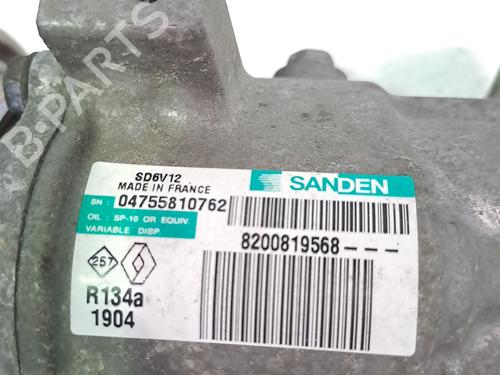 B-PARTS
SD6V12
MADE IN FRANCE
SANDEN
SN : 04755810762
OIL : SP-10 OR EQUIV.
VARIABLE DISP.
8200819568---
257
R134a
1904